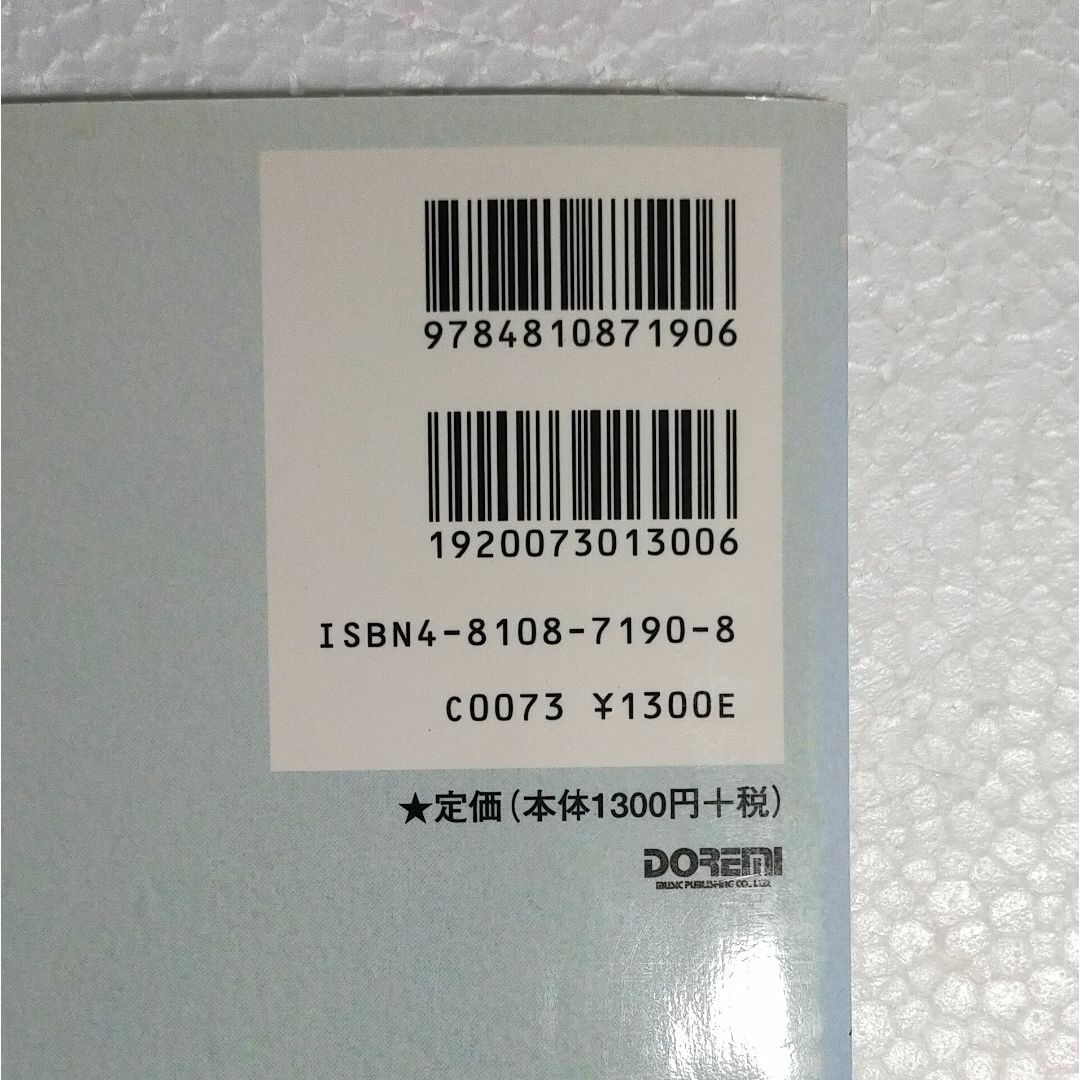 9784810871906
1920073013006
ISBN4-8108-7190-8
C0073 ¥1300E
★定価(本体1300円+税)
DOREMI
MUSIC PUBLISHING CO., LTD.